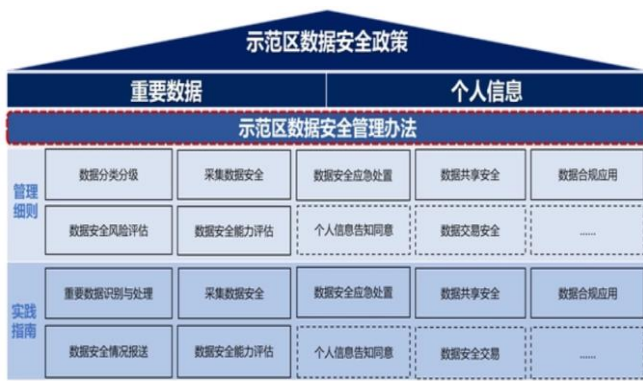 示范区数据安全政策
重要数据 个人信息
示范区数据安全管理办法
管理
细则
数据分类分级 采集数据安全 数据安全应急处置 数据共享安全 数据合规应用
数据安全风险评估 数据安全能力评估 个人信息告知同意 数据交易安全 ......
实践
指南
重要数据识别与处理 采集数据安全 数据安全应急处置 数据共享安全 数据合规应用
数据安全情况报送 数据安全能力评估 个人信息告知同意 数据安全交易 ......